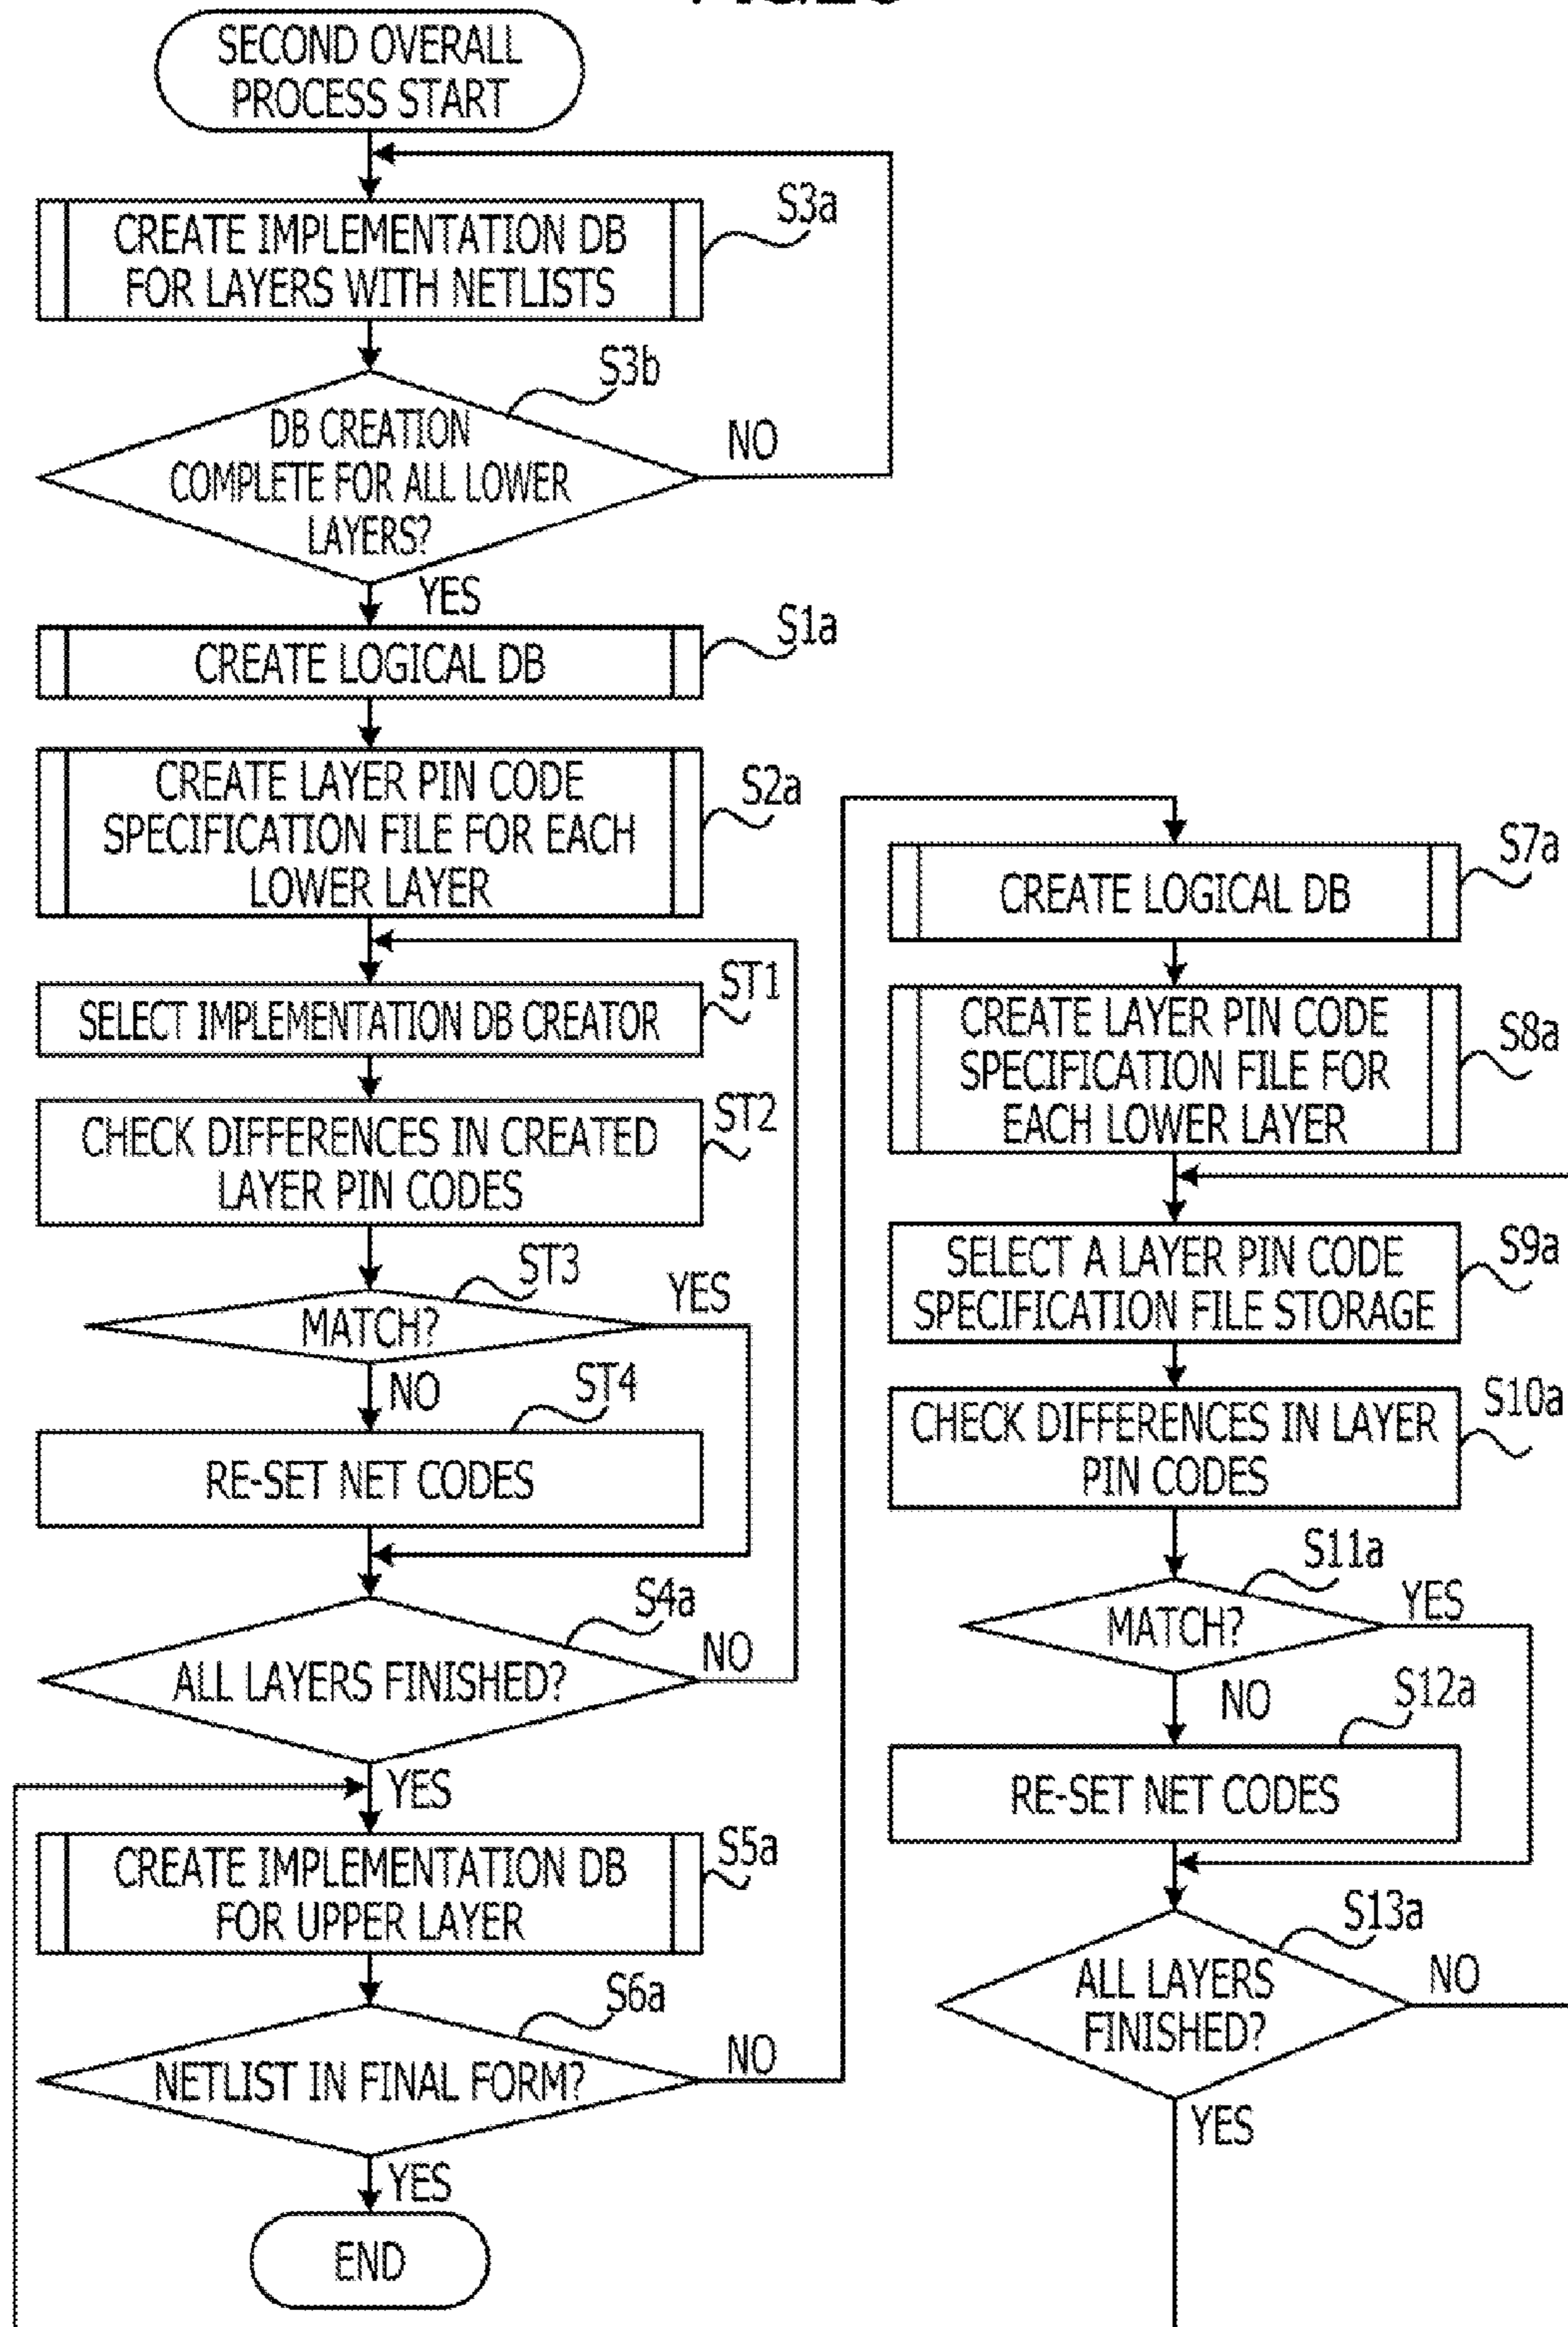 SECOND OVERALL
PROCESS START
S3a
CREATE IMPLEMENTATION DB
FOR LAYERS WITH NETLISTS
S3b
DB CREATION
COMPLETE FOR ALL LOWER
LAYERS?
NO
YES
S1a
CREATE LOGICAL DB
S2a
CREATE LAYER PIN CODE
SPECIFICATION FILE FOR EACH
LOWER LAYER
ST1
SELECT IMPLEMENTATION DB CREATOR
ST2
CHECK DIFFERENCES IN CREATED
LAYER PIN CODES
ST3
MATCH?
YES
NO
ST4
RE-SET NET CODES
S4a
ALL LAYERS FINISHED?
NO
YES
S5a
CREATE IMPLEMENTATION DB
FOR UPPER LAYER
S6a
NETLIST IN FINAL FORM?
NO
YES
END
S7a
CREATE LOGICAL DB
S8a
CREATE LAYER PIN CODE
SPECIFICATION FILE FOR
EACH LOWER LAYER
S9a
SELECT A LAYER PIN CODE
SPECIFICATION FILE STORAGE
S10a
CHECK DIFFERENCES IN LAYER
PIN CODES
S11a
MATCH?
YES
NO
S12a
RE-SET NET CODES
S13a
ALL LAYERS
FINISHED?
NO
YES